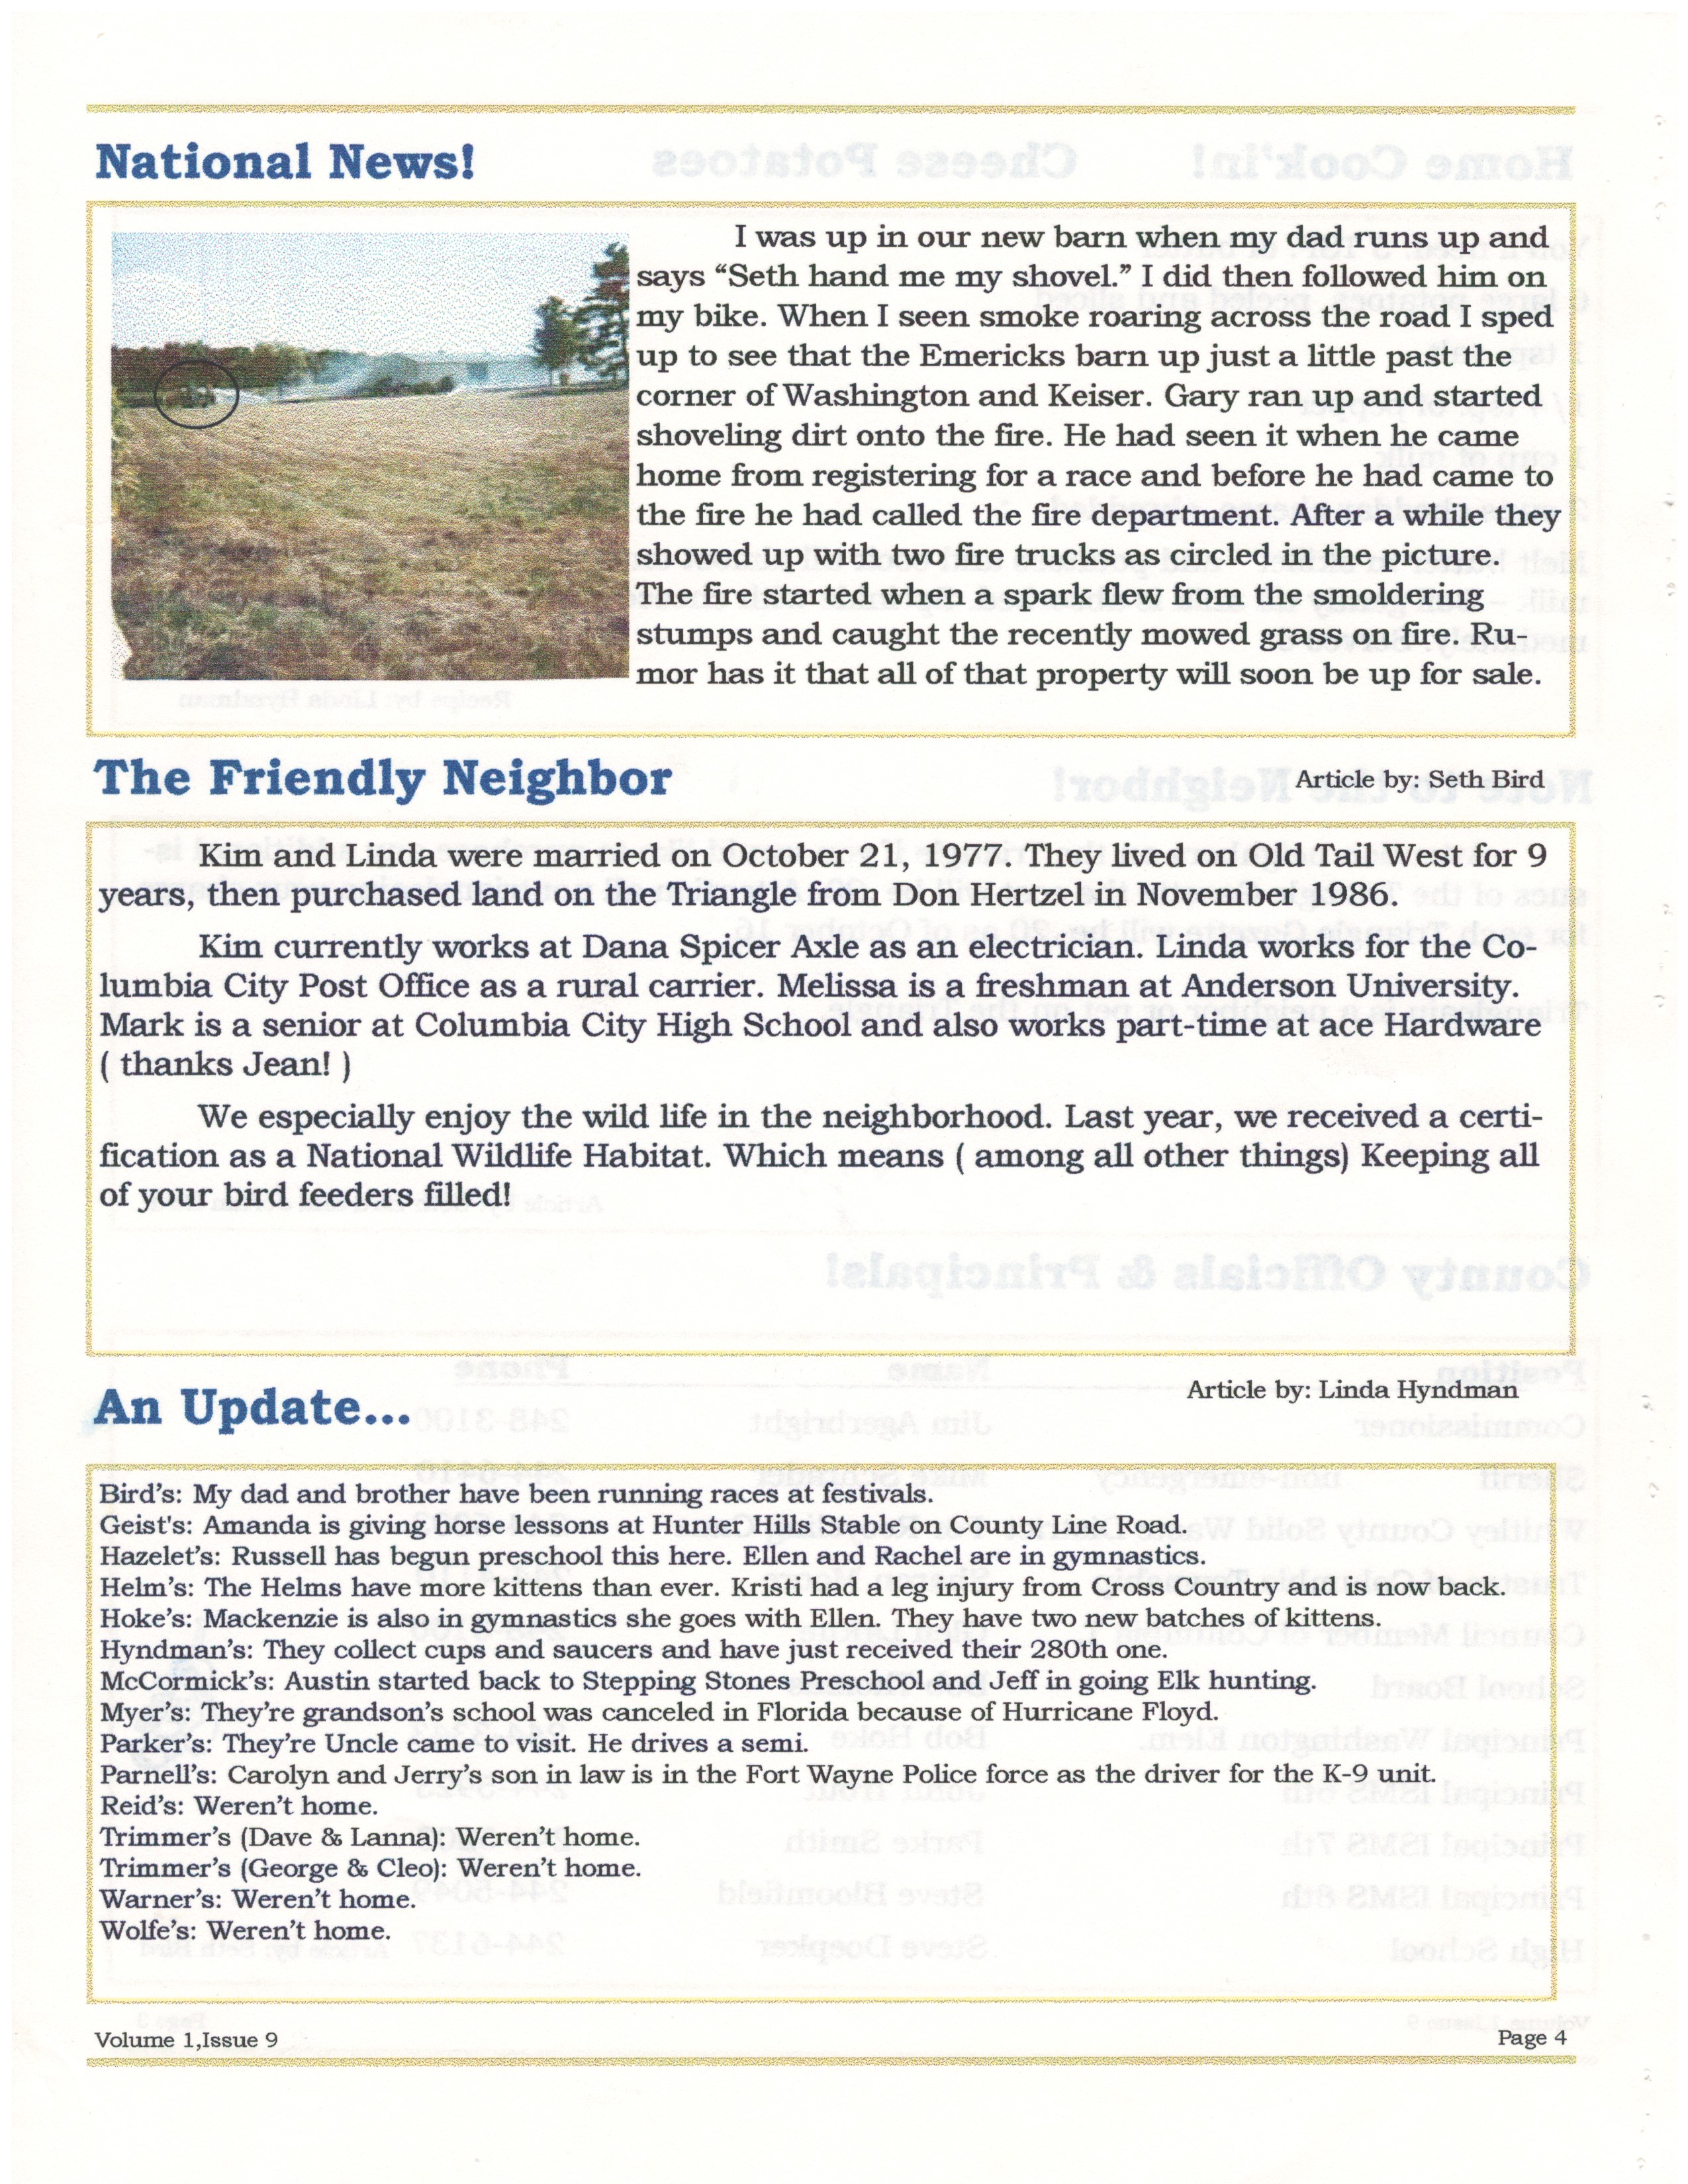 National News!
I was up in our new barn when my dad runs up and
says “Seth hand me my shovel.” I did then followed him on
my bike. When I seen smoke roaring across the road I sped
up to see that the Emericks barn up just a little past the
corner of Washington and Keiser. Gary ran up and started
shoveling dirt onto the fire. He had seen it when he came
home from registering for a race and before he had came to
the fire he had called the fire department. After a while they
showed up with two fire trucks as circled in the picture.
The fire started when a spark flew from the smoldering
stumps and caught the recently mowed grass on fire. Ru-
mor has it that all of that property will soon be up for sale.
The Friendly Neighbor
Article by: Seth Bird
Kim and Linda were married on October 21, 1977. They lived on Old Tail West for 9
years, then purchased land on the Triangle from Don Hertzel in November 1986.
Kim currently works at Dana Spicer Axle as an electrician. Linda works for the Co-
lumbia City Post Office as a rural carrier. Melissa is a freshman at Anderson University.
Mark is a senior at Columbia City High School and also works part-time at ace Hardware
( thanks Jean! )
We especially enjoy the wild life in the neighborhood. Last year, we received a certi-
fication as a National Wildlife Habitat. Which means ( among all other things) Keeping all
of your bird feeders filled!
An Update...
Article by: Linda Hyndman
Bird’s: My dad and brother have been running races at festivals.
Geist's: Amanda is giving horse lessons at Hunter Hills Stable on County Line Road.
Hazelet’s: Russell has begun preschool this here. Ellen and Rachel are in gymnastics.
Helm’s: The Helms have more kittens than ever. Kristi had a leg injury from Cross Country and is now back.
Hoke’s: Mackenzie is also in gymnastics she goes with Ellen. They have two new batches of kittens.
Hyndman’s: They collect cups and saucers and have just received their 280th one.
McCormick’s: Austin started back to Stepping Stones Preschool and Jeff in going Elk hunting.
Myer’s: They’re grandson’s school was canceled in Florida because of Hurricane Floyd.
Parker’s: They’re Uncle came to visit. He drives a semi.
Parnell’s: Carolyn and Jerry’s son in law is in the Fort Wayne Police force as the driver for the K-9 unit.
Reid’s: Weren’t home.
Trimmer’s (Dave & Lanna): Weren’t home.
Trimmer’s (George & Cleo): Weren’t home.
Warner’s: Weren’t home.
Wolfe’s: Weren’t home.
Volume 1,Issue 9
Page 4